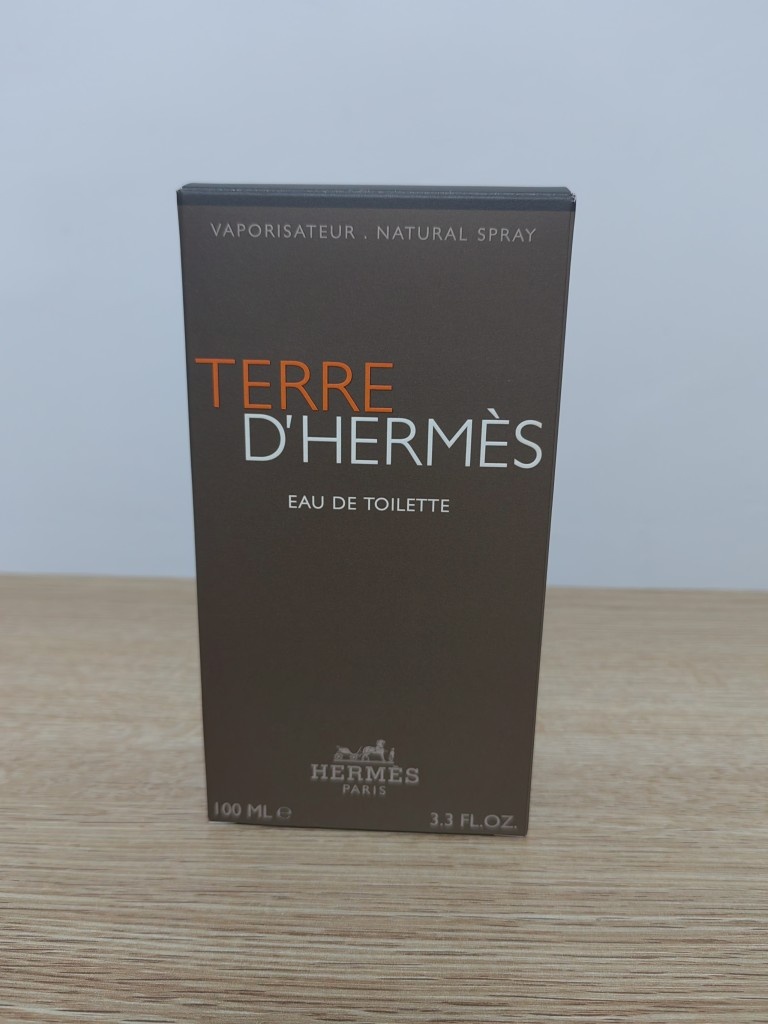 VAPORISATEUR . NATURAL SPRAY
TERRE
D'HERMÈS
EAU DE TOILETTE
HERMÈS
PARIS
100 ML ℮
3.3 FL.OZ.